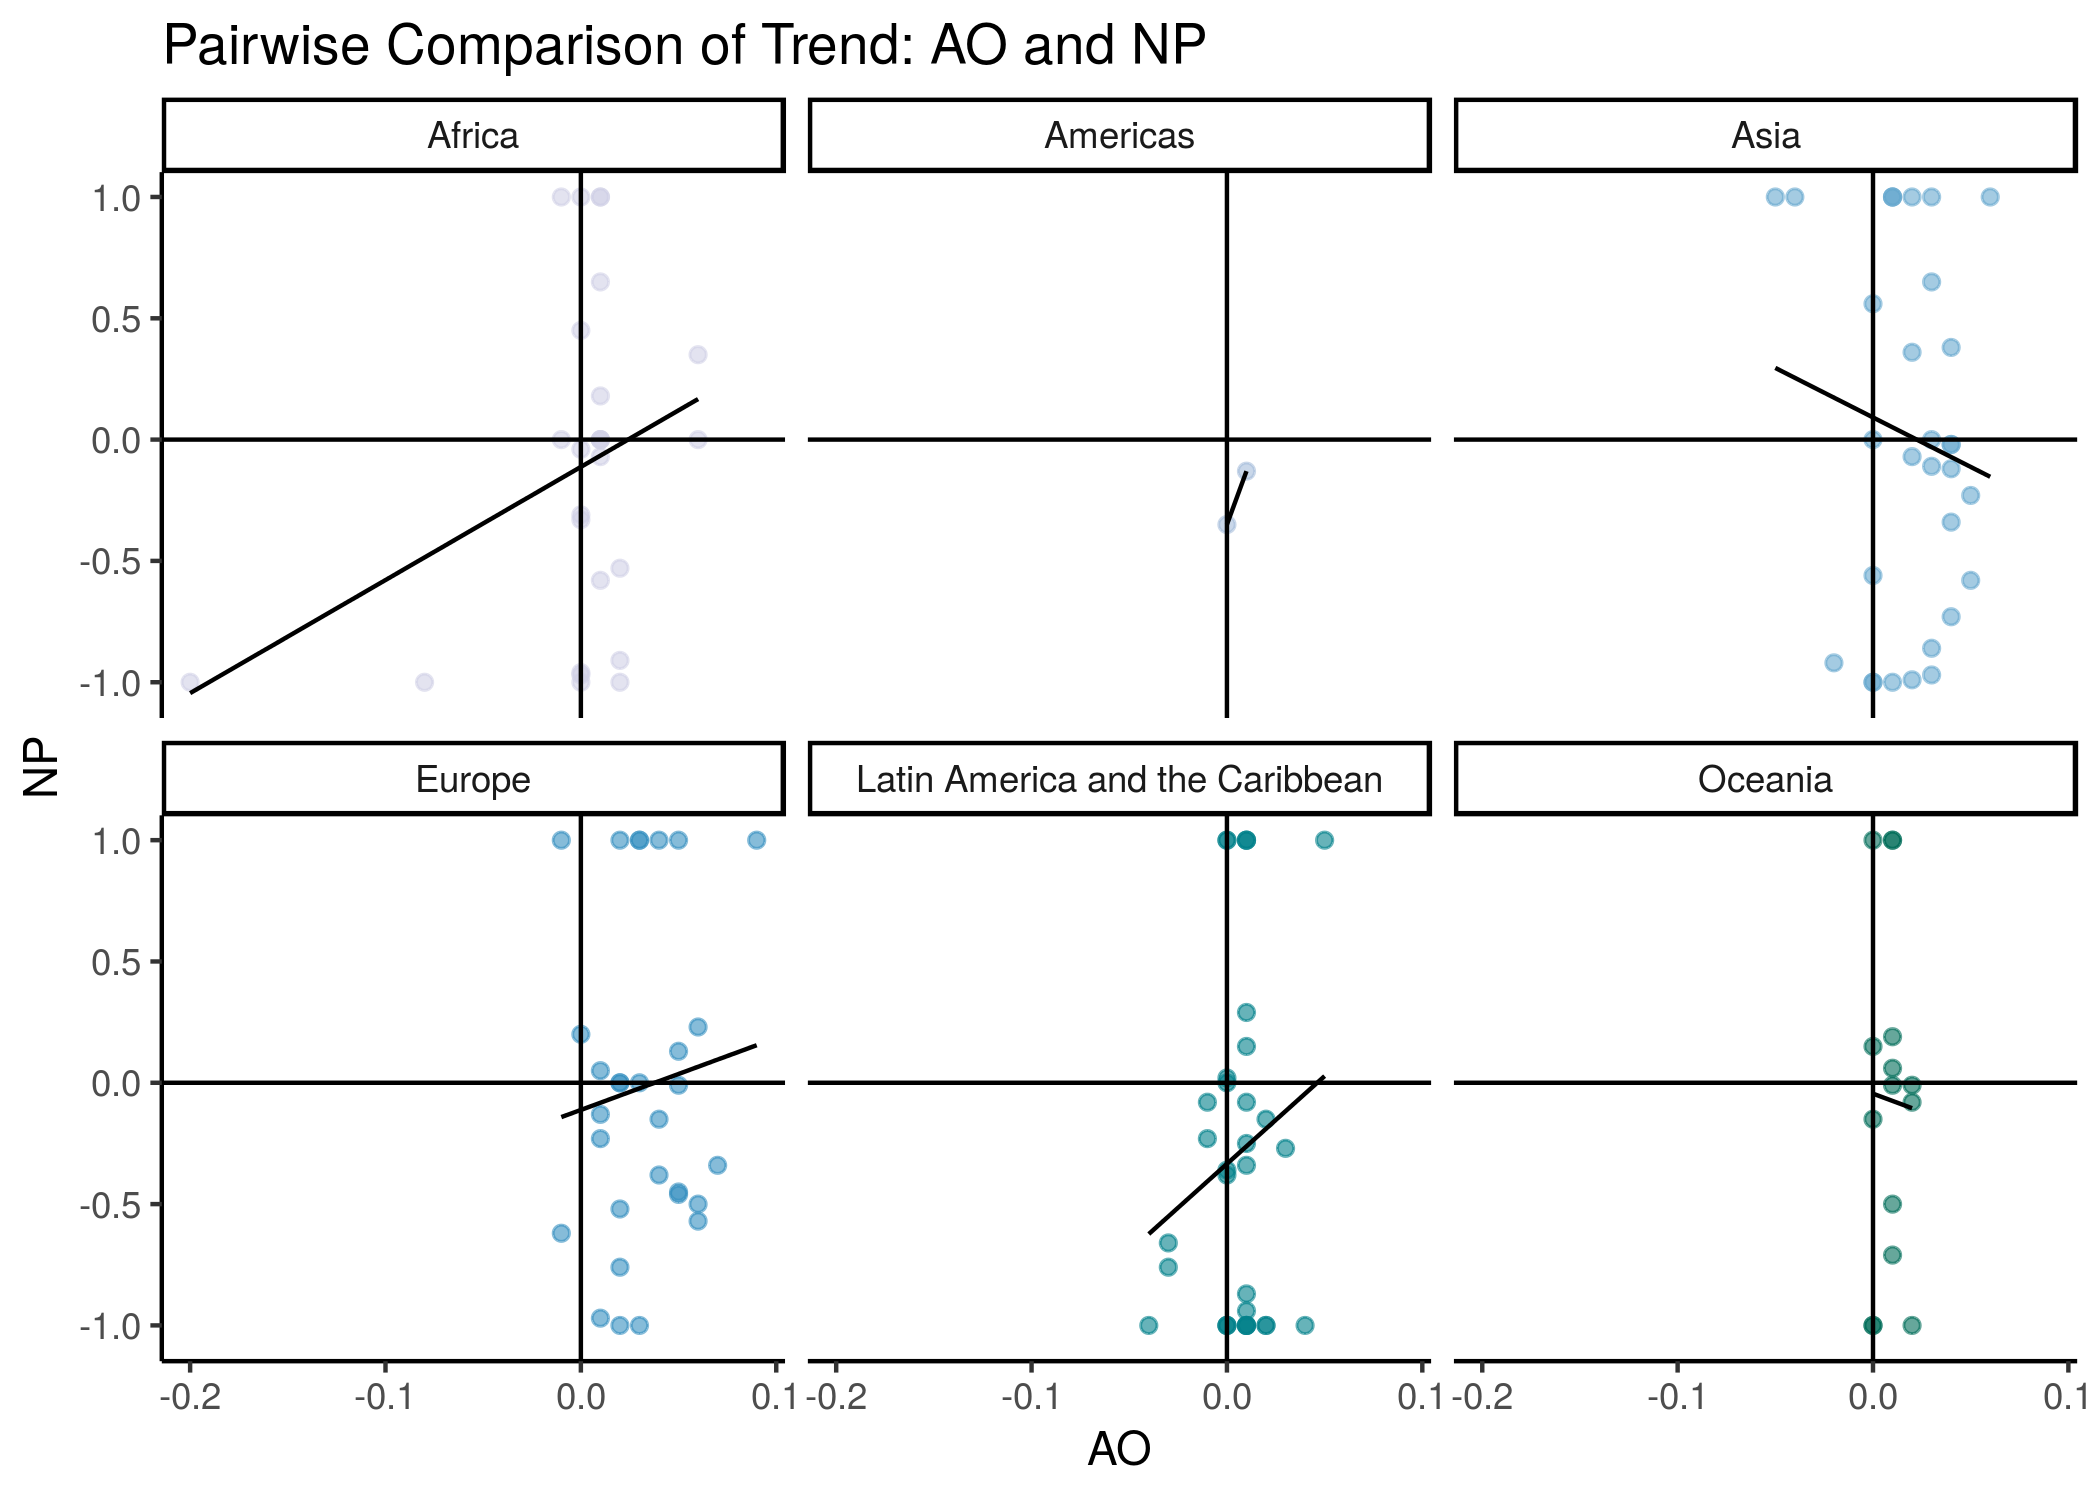 Pairwise Comparison of Trend: AO and NP
Africa Americas Asia
1.0
0.5
0.0
-0.5
-1.0
NP
Europe Latin America and the Caribbean Oceania
1.0
0.5
0.0
-0.5
-1.0
-0.2 -0.1 0.0 0.1 -0.2 -0.1 0.0 0.1 -0.2 -0.1 0.0 0.1
AO